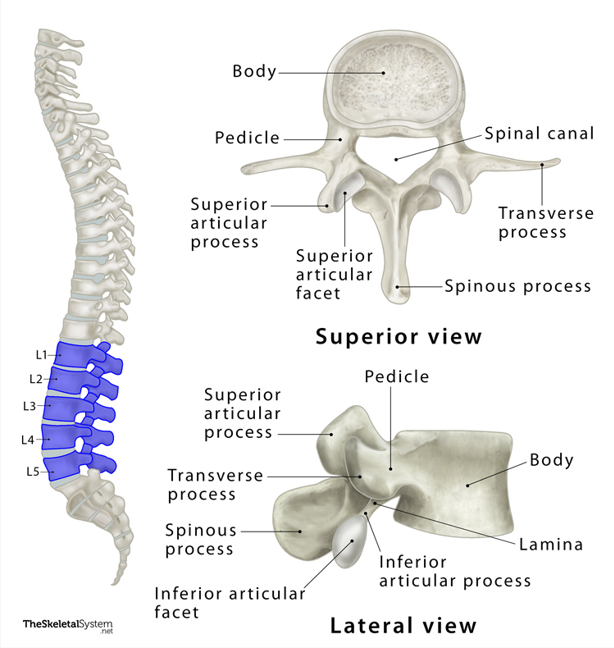 Body
Pedicle
Spinal canal
Superior
articular
process
Transverse
process
Superior
articular
facet
Spinous process
Superior view
L1
L2
L3
L4
L5
Pedicle
Superior
articular
process
Body
Transverse
process
Spinous
process
Lamina
Inferior
articular process
Inferior articular
facet
Lateral view
TheSkeletalSystem
.net